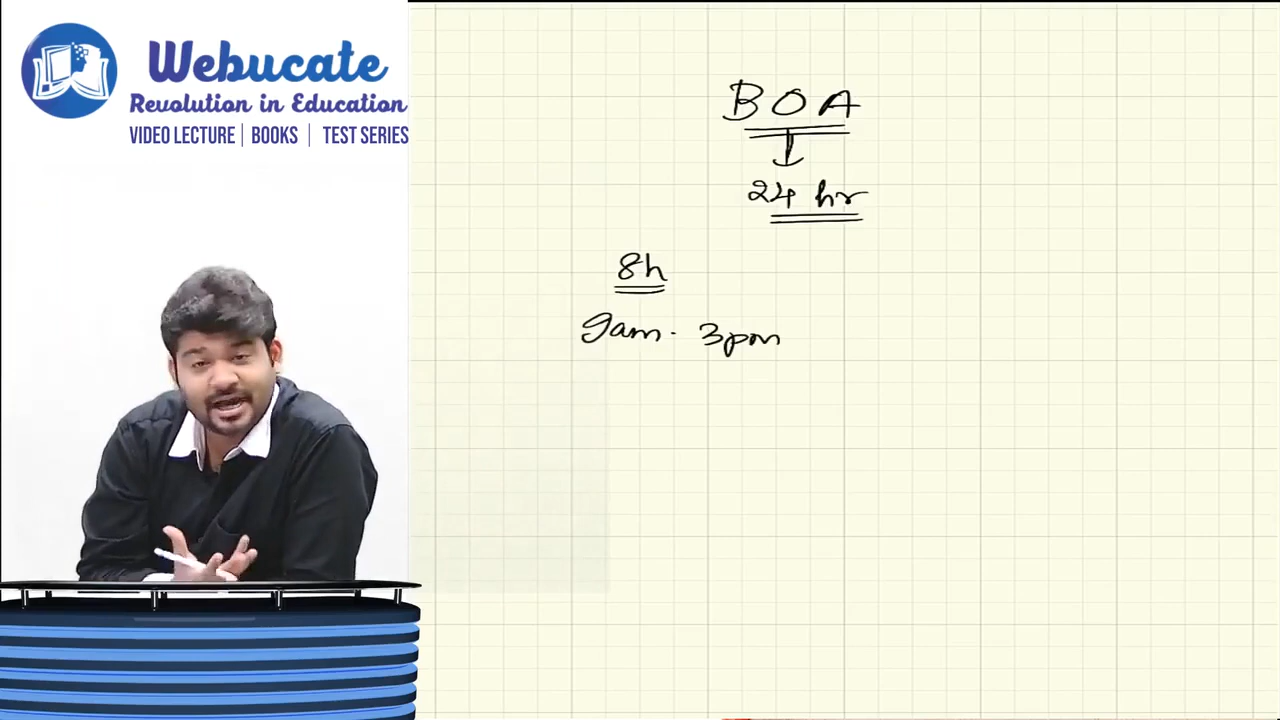 Webucate
Revolution in Education
VIDEO LECTURE | BOOKS | TEST SERIES
BOA
24 hr
8h
9am - 3pm